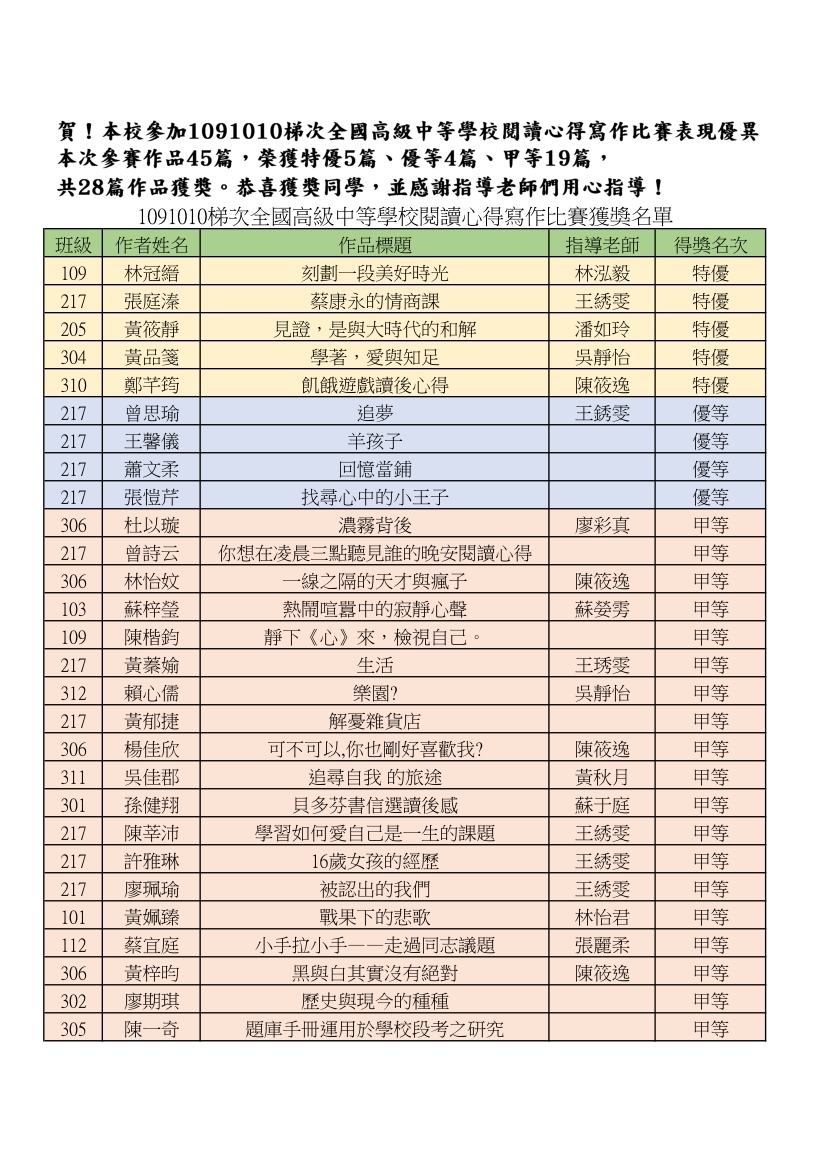 賀！本校參加1091010梯次全國高級中等學校閱讀心得寫作比賽表現優異
本次參賽作品45篇，榮獲特優5篇、優等4篇、甲等19篇，
共28篇作品獲獎。恭喜獲獎同學，並感謝指導老師們用心指導！
1091010梯次全國高級中等學校閱讀心得寫作比賽獲獎名單
班級 作者姓名 作品標題 指導老師 得獎名次
109 林冠縉 刻劃一段美好時光 林泓毅 特優
217 張庭溱 蔡康永的情商課 王綉雯 特優
205 黃筱靜 見證，是與大時代的和解 潘如玲 特優
304 黃品箋 學著，愛與知足 吳靜怡 特優
310 鄭芊筠 飢餓遊戲讀後心得 陳筱逸 特優
217 曾思瑜 追夢 王銹雯 優等
217 王馨儀 羊孩子 優等
217 蕭文柔 回憶當鋪 優等
217 張愷芹 找尋心中的小王子 優等
306 杜以璇 濃霧背後 廖彩真 甲等
217 曾詩云 你想在凌晨三點聽見誰的晚安閱讀心得 甲等
306 林怡妏 一線之隔的天才與瘋子 陳筱逸 甲等
103 蘇梓瑩 熱鬧喧囂中的寂靜心聲 蘇嫈雱 甲等
109 陳楷鈞 靜下《心》來，檢視自己。 甲等
217 黃蓁媮 生活 王琇雯 甲等
312 賴心儒 樂園? 吳靜怡 甲等
217 黃郁捷 解憂雜貨店 甲等
306 楊佳欣 可不可以,你也剛好喜歡我? 陳筱逸 甲等
311 吳佳郡 追尋自我 的旅途 黃秋月 甲等
301 孫健翔 貝多芬書信選讀後感 蘇于庭 甲等
217 陳莘沛 學習如何愛自己是一生的課題 王綉雯 甲等
217 許雅琳 16歲女孩的經歷 王綉雯 甲等
217 廖珮瑜 被認出的我們 王綉雯 甲等
101 黃姵臻 戰果下的悲歌 林怡君 甲等
112 蔡宜庭 小手拉小手——走過同志議題 張麗柔 甲等
306 黃梓昀 黑與白其實沒有絕對 陳筱逸 甲等
302 廖期琪 歷史與現今的種種 甲等
305 陳一奇 題庫手冊運用於學校段考之研究 甲等